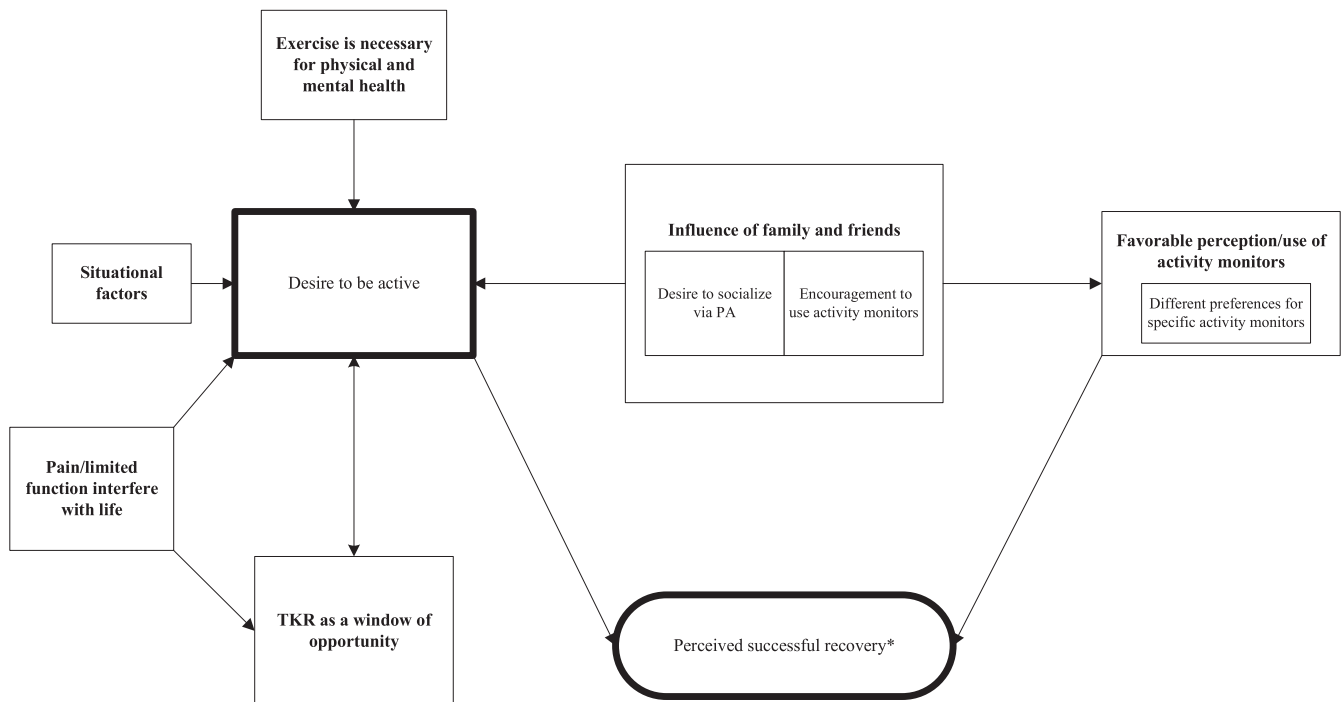 Exercise is necessary
for physical and
mental health
Situational
factors
Desire to be active
Influence of family and friends
Desire to socialize
via PA
Encouragement to
use activity monitors
Favorable perception/use of
activity monitors
Different preferences for
specific activity monitors
Pain/limited
function interfere
with life
TKR as a window of
opportunity
Perceived successful recovery*